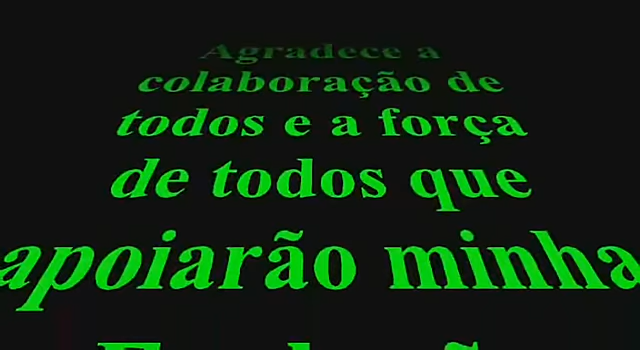 Agradece a
colaboração de
todos e a força
de todos que
apoiarão minha